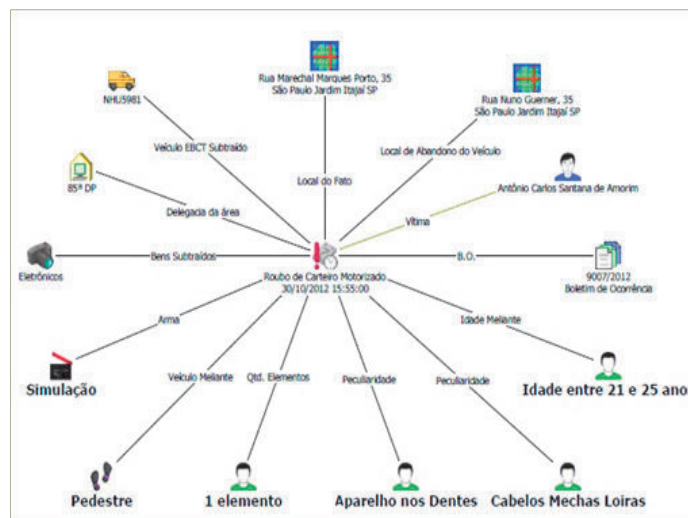 Rua Marechal Marques Porto, 35
São Paulo Jardim Itajaí SP
NHU5981
Rua Nuno Guerner, 35
São Paulo Jardim Itajaí SP
Veículo EBCT Subtraído
Local de Abandono do Veículo
85ª DP
Local do Fato
Antônio Carlos Santana de Amorim
Delegacia da área
Vítima
Eletrônicos
Bens Subtraídos
B.O.
Roubo de Carteiro Motorizado
30/10/2012 15:55:00
9007/2012
Boletim de Ocorrência
Arma
Idade Meliante
Simulação
Veículo Meliante
Qtd. Elementos
Peculiaridade
Peculiaridade
Idade entre 21 e 25 ano
Pedestre
1 elemento
Aparelho nos Dentes
Cabelos Mechas Loiras